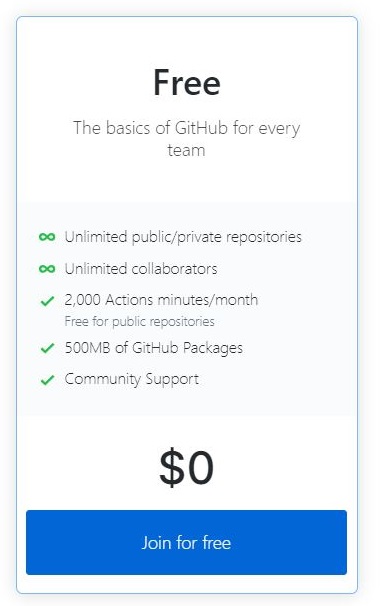 Free
The basics of GitHub for every
team
Unlimited public/private repositories
Unlimited collaborators
2,000 Actions minutes/month
Free for public repositories
500MB of GitHub Packages
Community Support
$0
Join for free